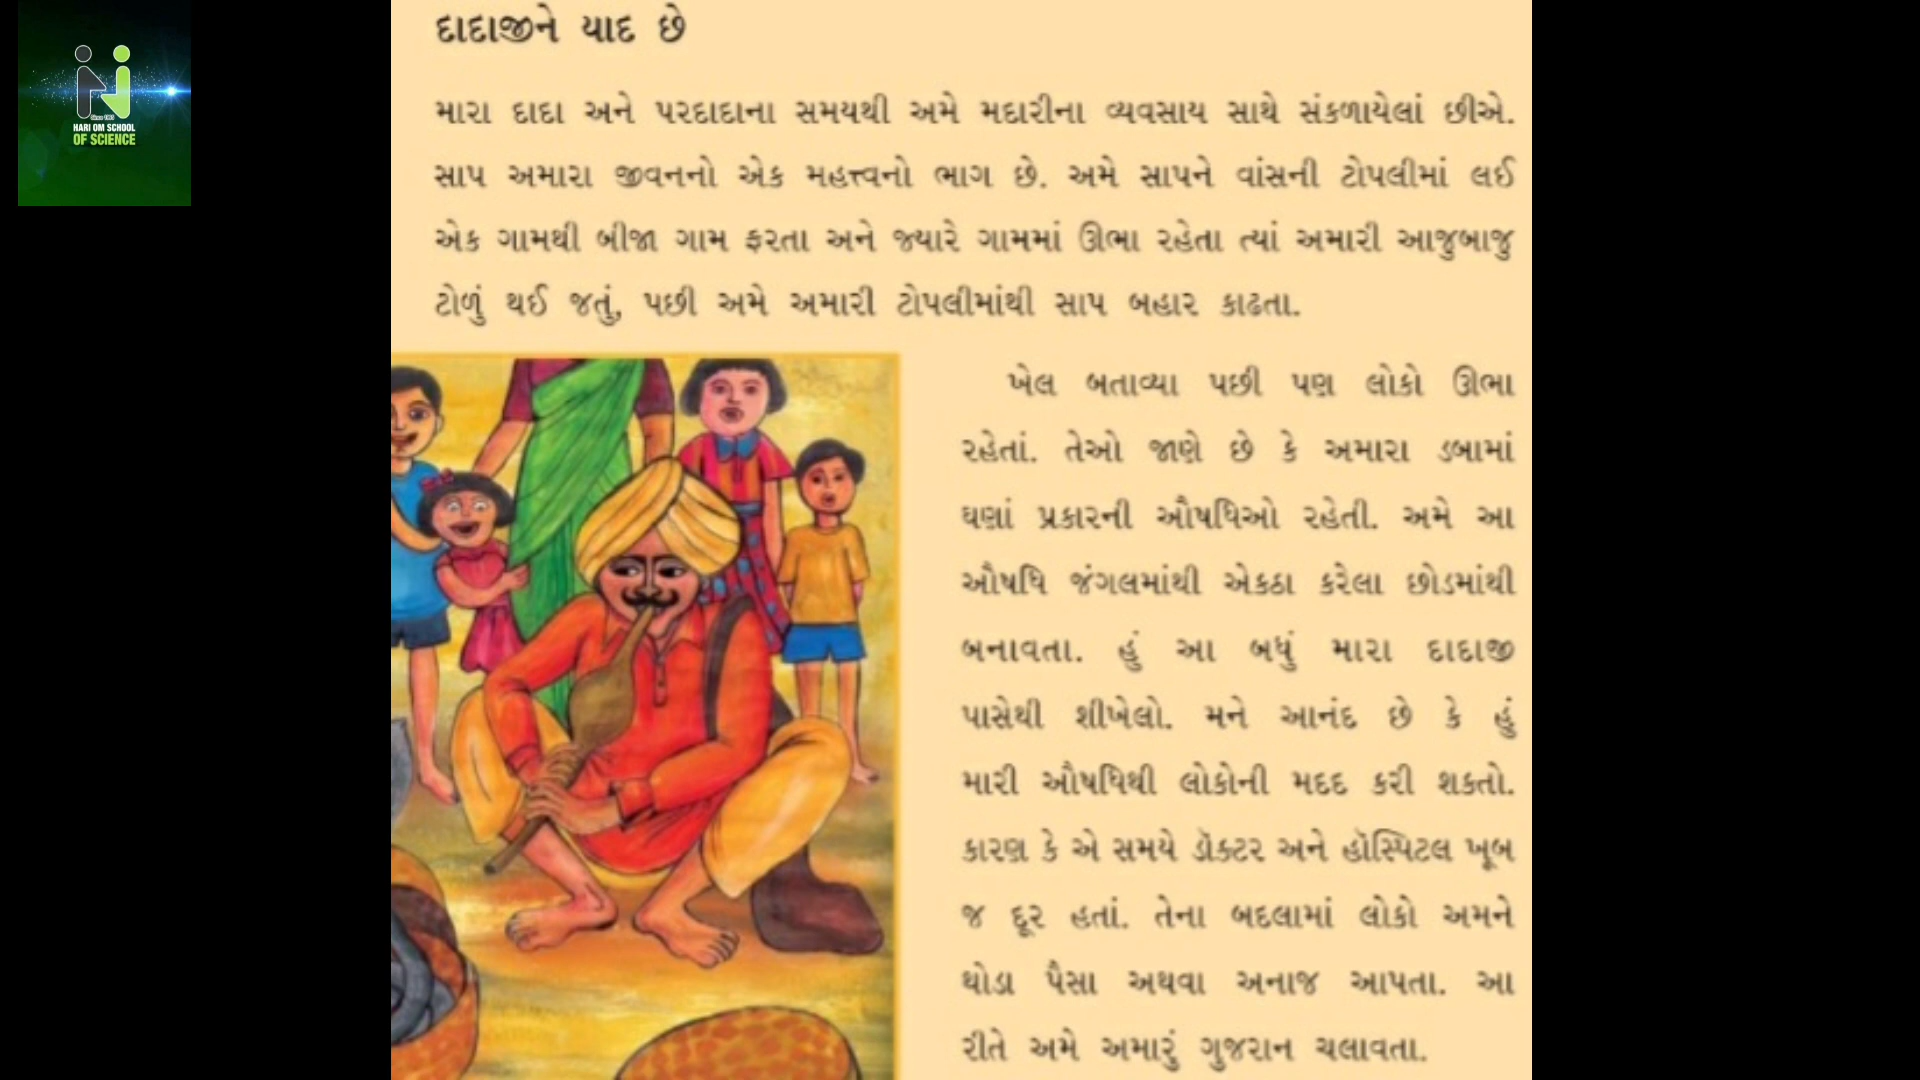 Since 1991
HARI OM SCHOOL
OF SCIENCE
દાદાજીને યાદ છે
મારા દાદા અને પરદાદાના સમયથી અમે મદારીના વ્યવસાય સાથે સંકળાયેલાં છીએ.
સાપ અમારા જીવનનો એક મહત્ત્વનો ભાગ છે. અમે સાપને વાંસની ટોપલીમાં લઈ
એક ગામથી બીજા ગામ ફરતા અને જ્યારે ગામમાં ઊભા રહેતા ત્યાં અમારી આજુબાજુ
ટોળું થઈ જતું, પછી અમે અમારી ટોપલીમાંથી સાપ બહાર કાઢતા.
ખેલ બતાવ્યા પછી પણ લોકો ઊભા
રહેતાં. તેઓ જાણે છે કે અમારા ડબામાં
ઘણાં પ્રકારની ઔષધિઓ રહેતી. અમે આ
ઔષધિ જંગલમાંથી એકઠા કરેલા છોડમાંથી
બનાવતા. હું આ બધું મારા દાદાજી
પાસેથી શીખેલો. મને આનંદ છે કે હું
મારી ઔષધિથી લોકોની મદદ કરી શકતો.
કારણ કે એ સમયે ડૉક્ટર અને હૉસ્પિટલ ખૂબ
જ દૂર હતાં. તેના બદલામાં લોકો અમને
થોડા પૈસા અથવા અનાજ આપતા. આ
રીતે અમે અમારું ગુજરાન ચલાવતા.